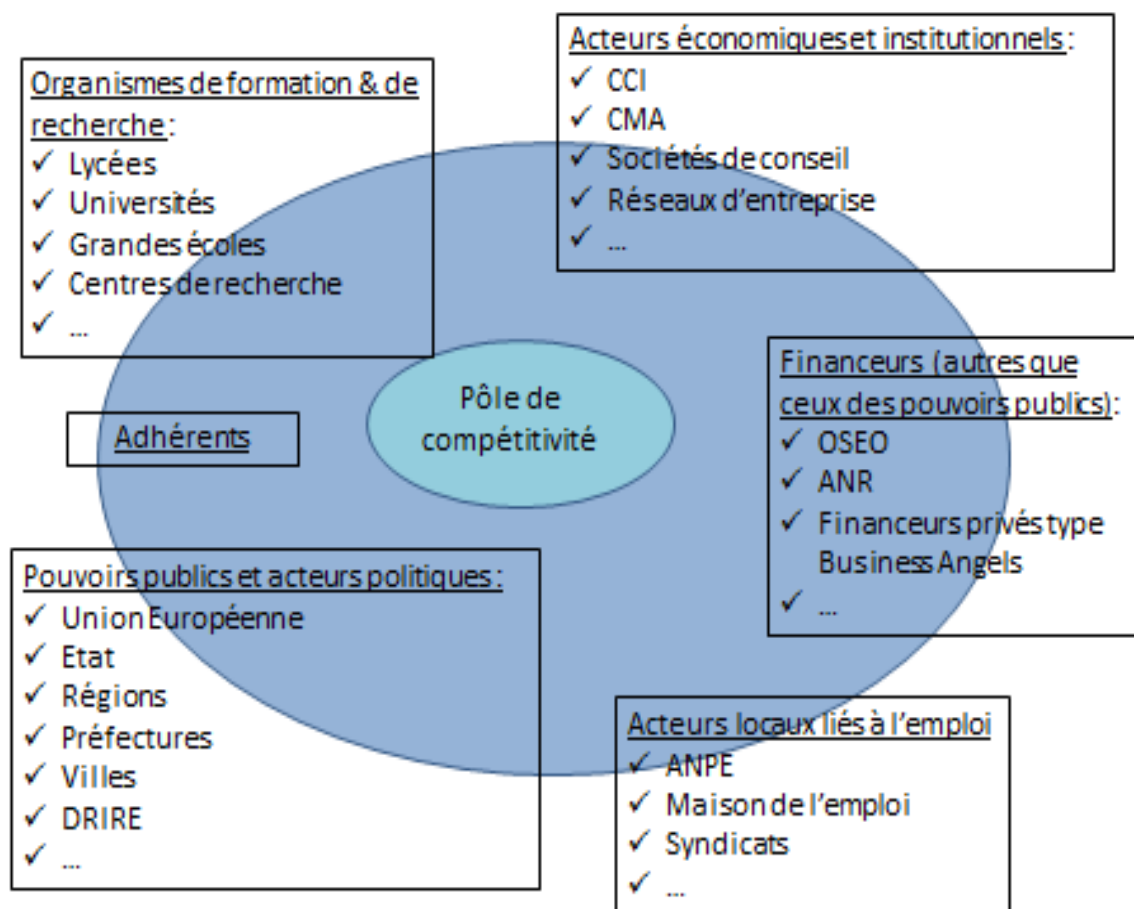 Organismes de formation & de
recherche :
✓ Lycées
✓ Universités
✓ Grandes écoles
✓ Centres de recherche
✓ ...
Acteurs économiques et institutionnels :
✓ CCI
✓ CMA
✓ Sociétés de conseil
✓ Réseaux d'entreprise
✓ ...
Pôle de
compétitivité
Adhérents
Financeurs (autres que
ceux des pouvoirs publics) :
✓ OSEO
✓ ANR
✓ Financeurs privés type
Business Angels
✓ ...
Pouvoirs publics et acteurs politiques :
✓ Union Européenne
✓ Etat
✓ Régions
✓ Préfectures
✓ Villes
✓ DRIRE
✓ ...
Acteurs locaux liés à l'emploi
✓ ANPE
✓ Maison de l'emploi
✓ Syndicats
✓ ...